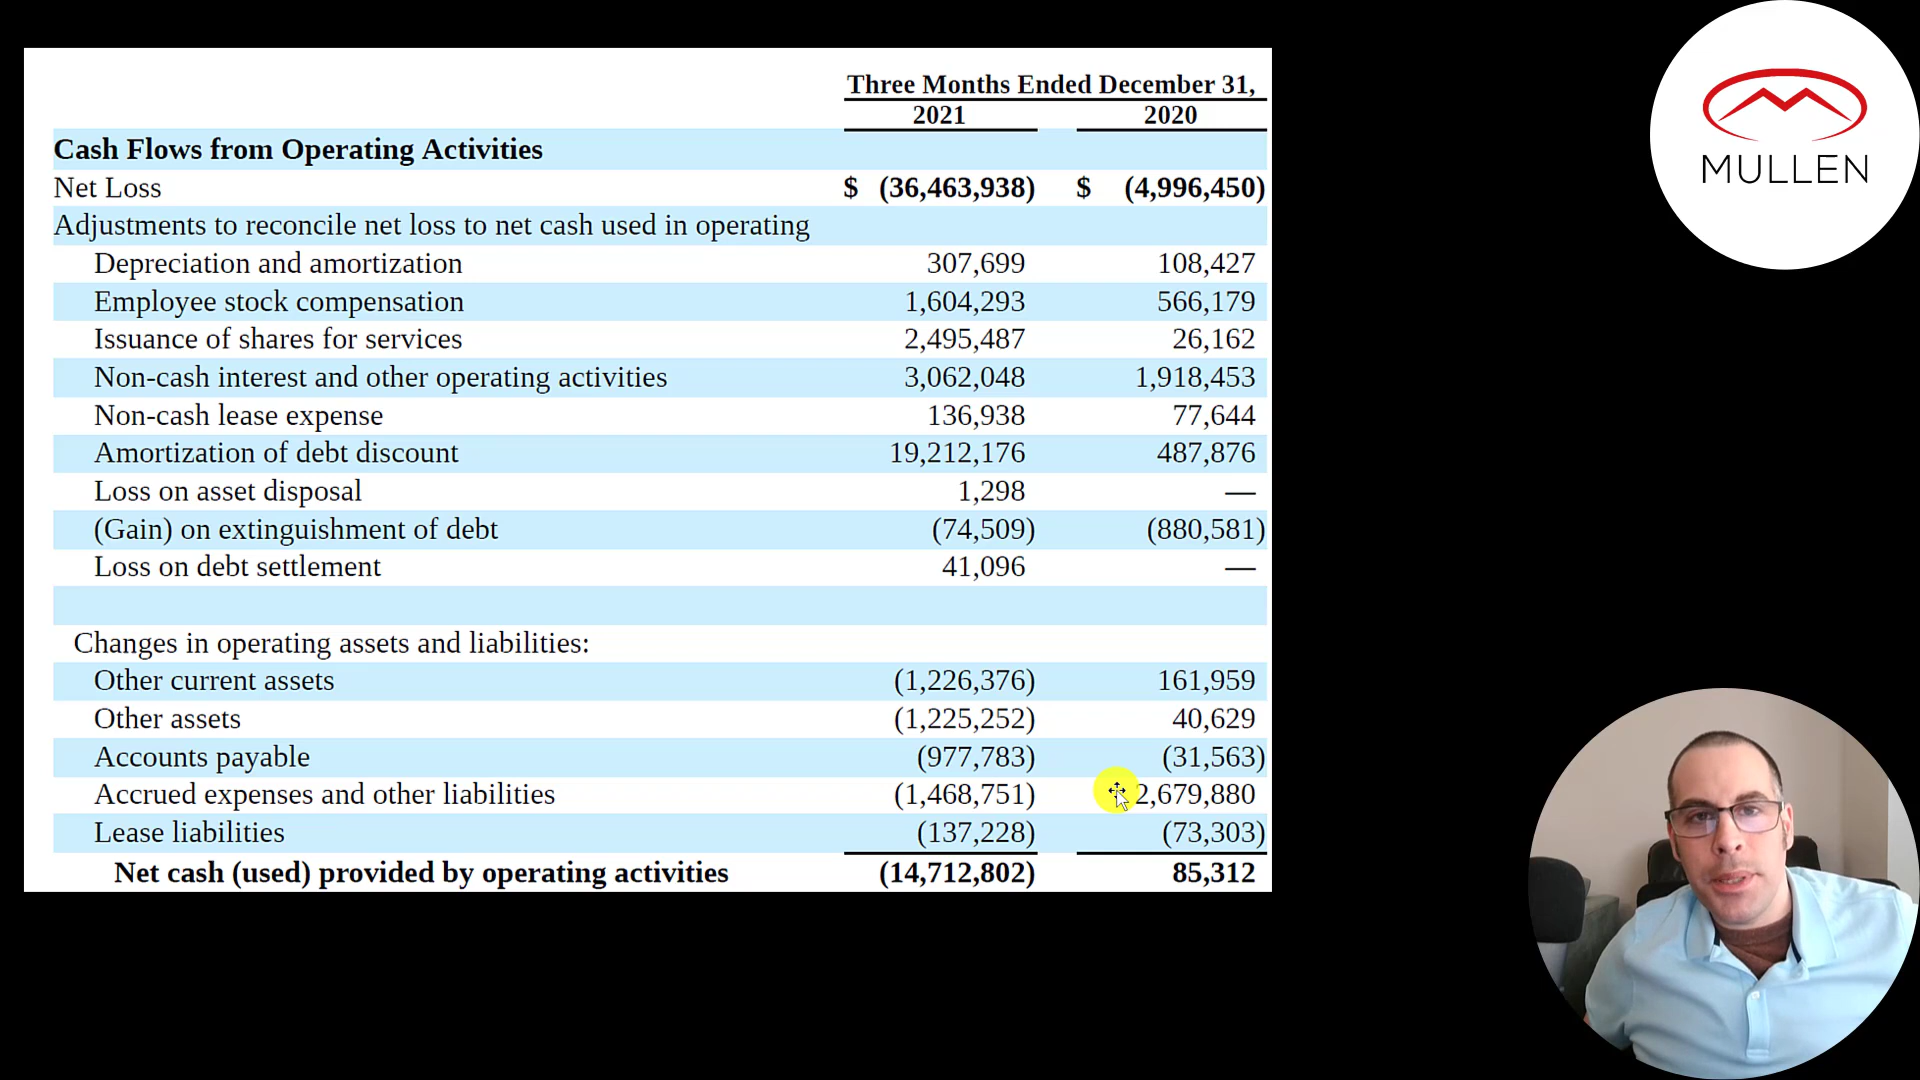 Three Months Ended December 31,
2021 2020
Cash Flows from Operating Activities
Net Loss $ (36,463,938) $ (4,996,450)
Adjustments to reconcile net loss to net cash used in operating
Depreciation and amortization 307,699 108,427
Employee stock compensation 1,604,293 566,179
Issuance of shares for services 2,495,487 26,162
Non-cash interest and other operating activities 3,062,048 1,918,453
Non-cash lease expense 136,938 77,644
Amortization of debt discount 19,212,176 487,876
Loss on asset disposal 1,298 —
(Gain) on extinguishment of debt (74,509) (880,581)
Loss on debt settlement 41,096 —
Changes in operating assets and liabilities:
Other current assets (1,226,376) 161,959
Other assets (1,225,252) 40,629
Accounts payable (977,783) (31,563)
Accrued expenses and other liabilities (1,468,751) 2,679,880
Lease liabilities (137,228) (73,303)
Net cash (used) provided by operating activities (14,712,802) 85,312
MULLEN